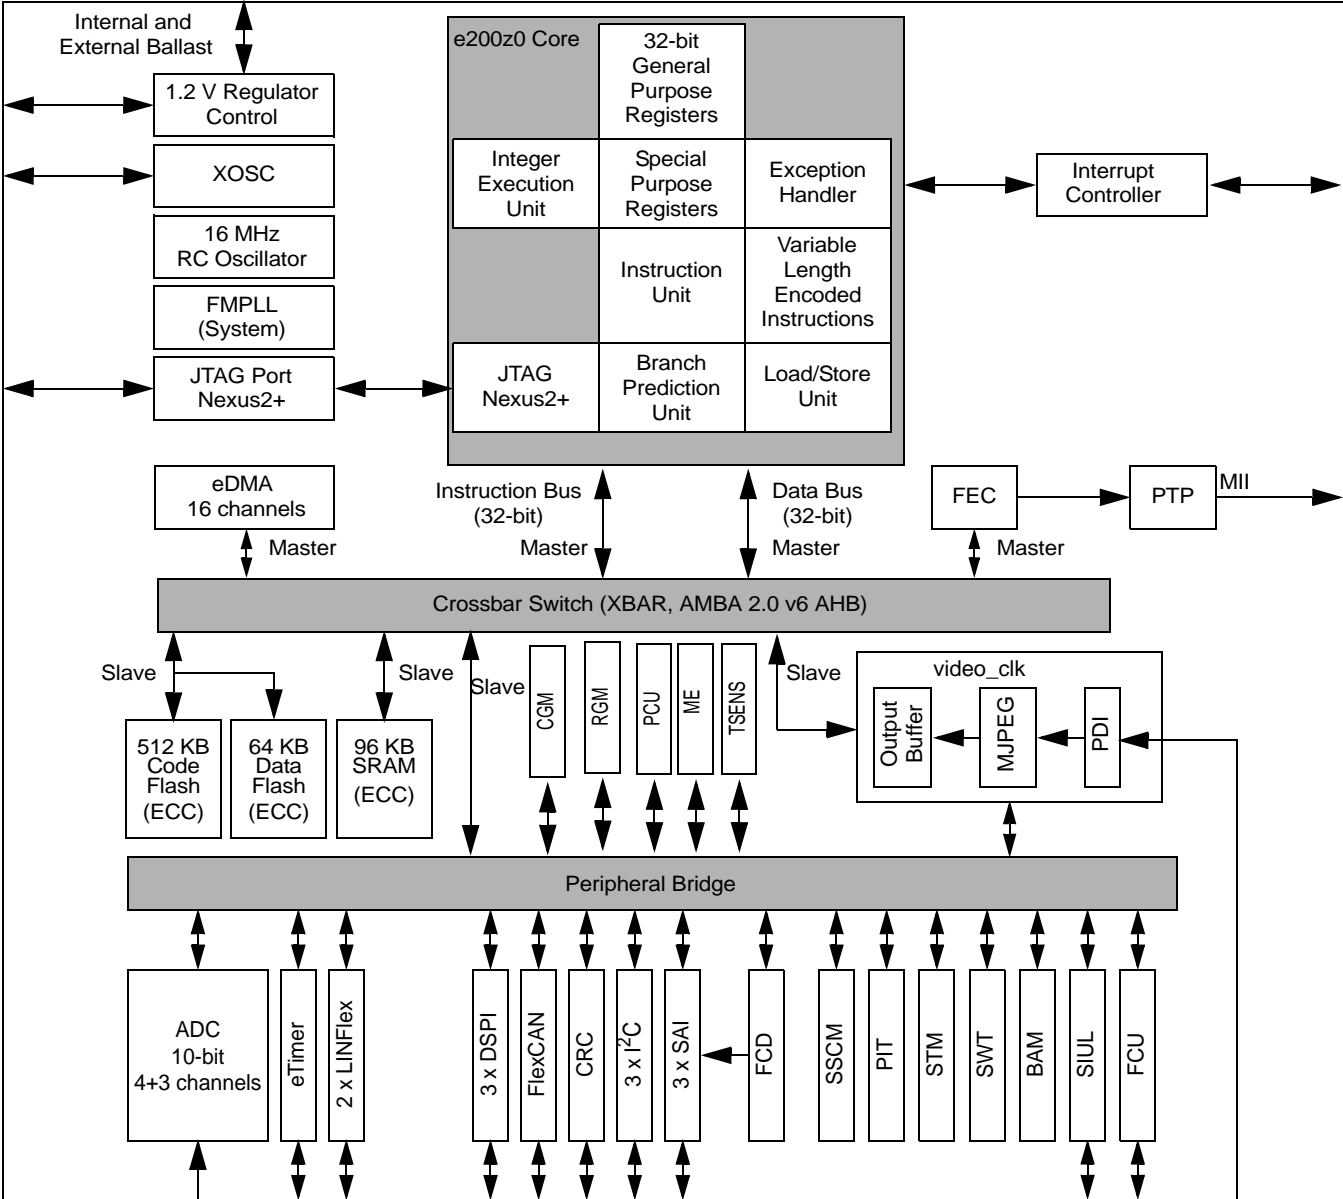 Internal and
External Ballast
1.2 V Regulator
Control
XOSC
16 MHz
RC Oscillator
FMPLL
(System)
JTAG Port
Nexus2+
e200z0 Core
32-bit
General
Purpose
Registers
Integer
Execution
Unit
Special
Purpose
Registers
Exception
Handler
Instruction
Unit
Variable
Length
Encoded
Instructions
JTAG
Nexus2+
Branch
Prediction
Unit
Load/Store
Unit
Interrupt
Controller
eDMA
16 channels
Master
Instruction Bus
(32-bit)
Master
Data Bus
(32-bit)
Master
FEC
Master
PTP
MII
Crossbar Switch (XBAR, AMBA 2.0 v6 AHB)
Slave
Slave
Slave
Slave
512 KB
Code
Flash
(ECC)
64 KB
Data
Flash
(ECC)
96 KB
SRAM
(ECC)
CGM
RGM
PCU
ME
TSENS
video_clk
Output
Buffer
MJPEG
PDI
Peripheral Bridge
ADC
10-bit
4+3 channels
eTimer
2 x LINFlex
3 x DSPI
FlexCAN
CRC
3 x I²C
3 x SAI
FCD
SSCM
PIT
STM
SWT
BAM
SIUL
FCU